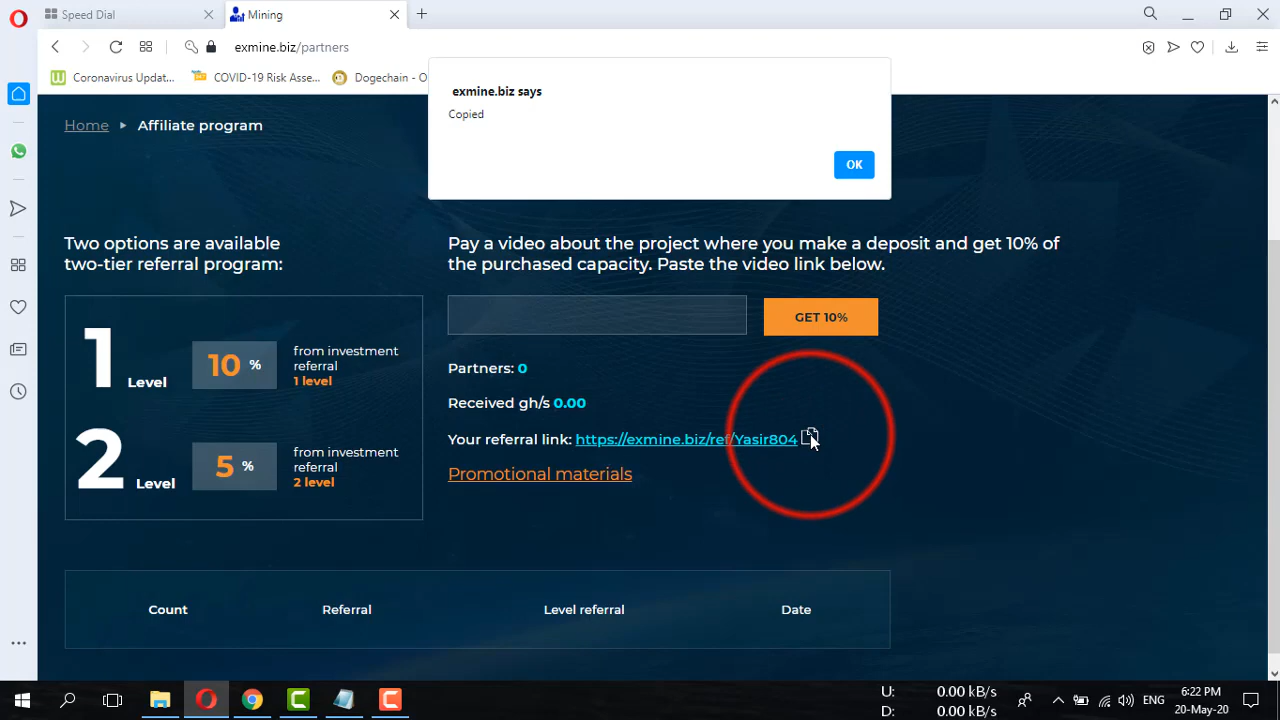 Speed Dial
Mining
exmine.biz/partners
Coronavirus Updat...
COVID-19 Risk Asse...
Dogechain - O
exmine.biz says
Copied
OK
Home
Affiliate program
Two options are available
two-tier referral program:
1 Level
10 %
from investment
referral
1 level
2 Level
5 %
from investment
referral
2 level
Pay a video about the project where you make a deposit and get 10% of
the purchased capacity. Paste the video link below.
GET 10%
Partners: 0
Received gh/s 0.00
Your referral link: https://exmine.biz/ref/Yasir804
Promotional materials
Count Referral Level referral Date
U: 0.00 kB/s
D: 0.00 kB/s
ENG
6:22 PM
20-May-20